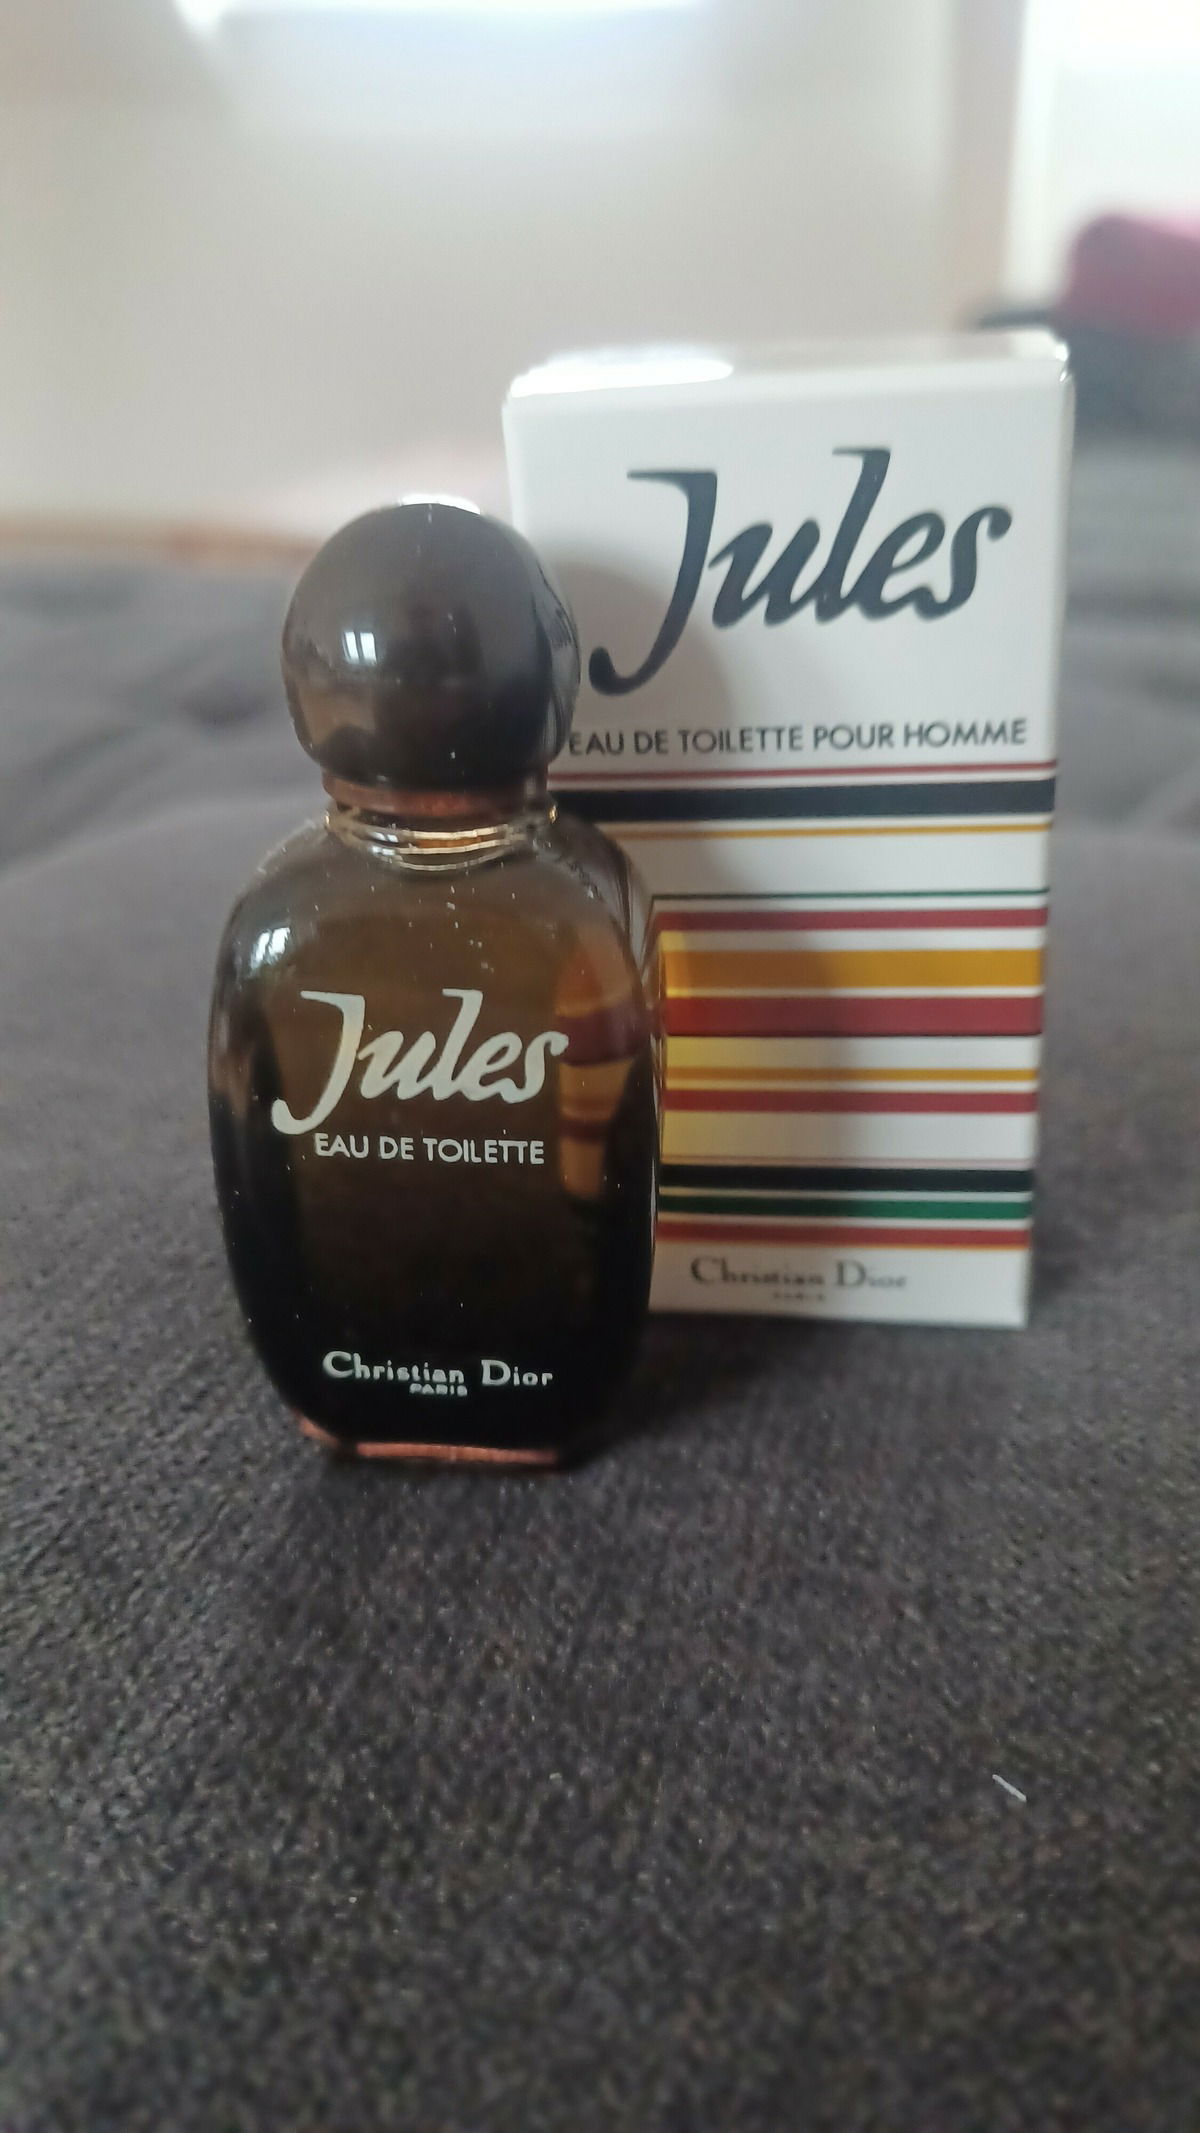 Jules
EAU DE TOILETTE POUR HOMME
Christian Dior
PARIS
Jules
EAU DE TOILETTE
Christian Dior
PARIS